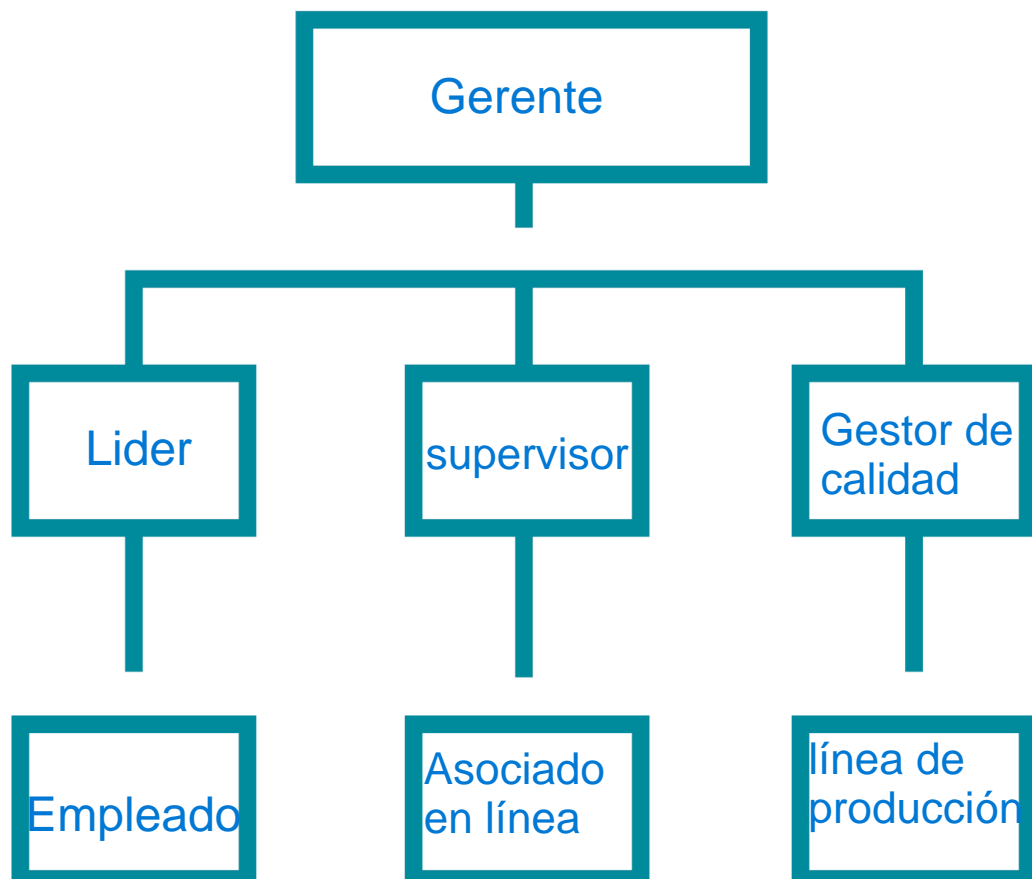 Gerente
Lider
supervisor
Gestor de
calidad
Empleado
Asociado
en línea
línea de
producción